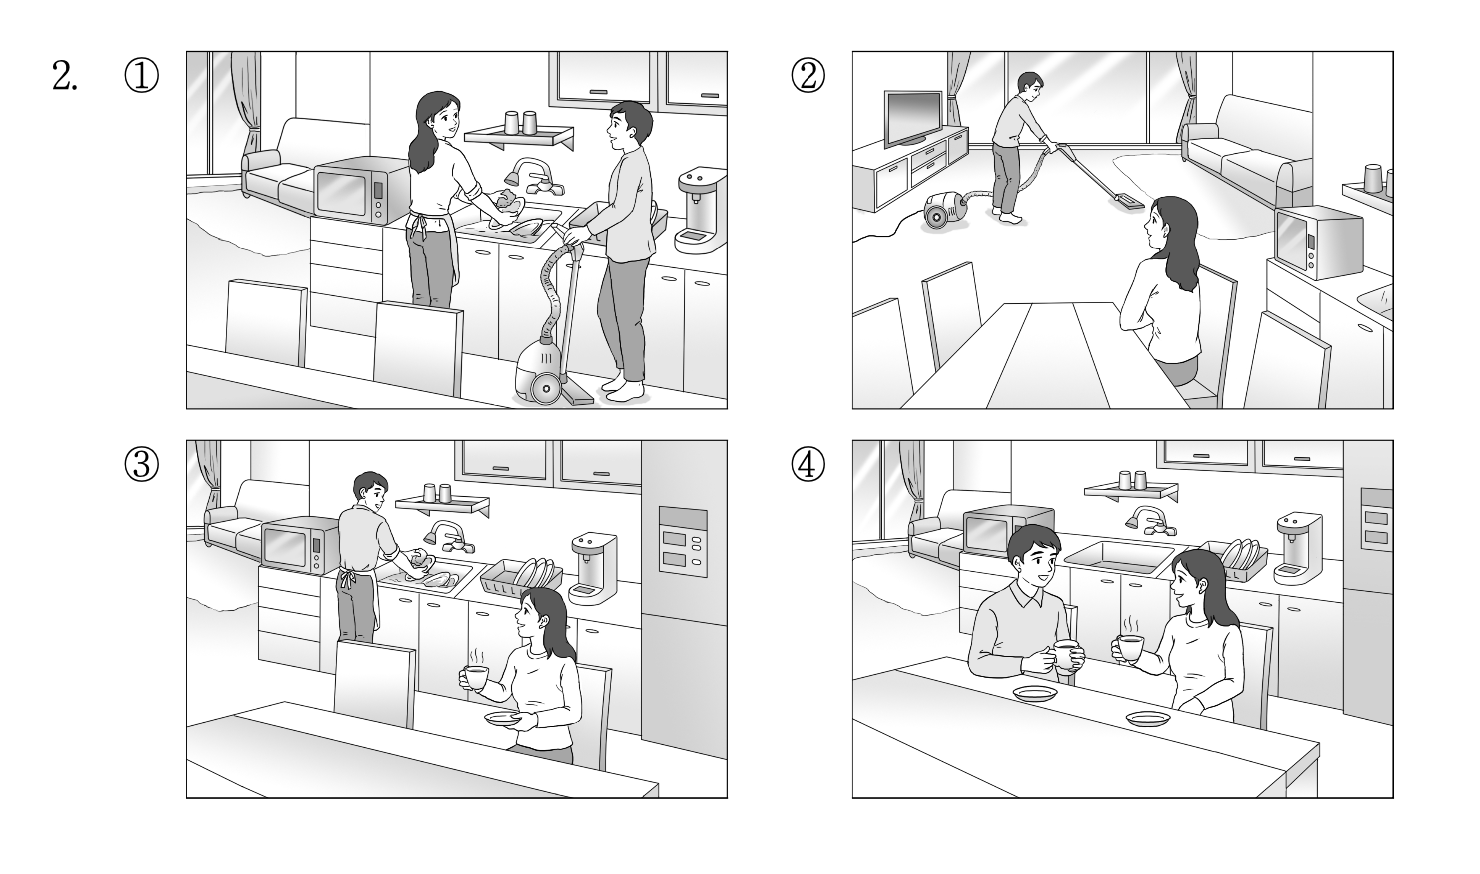 2. ①
②
③
④